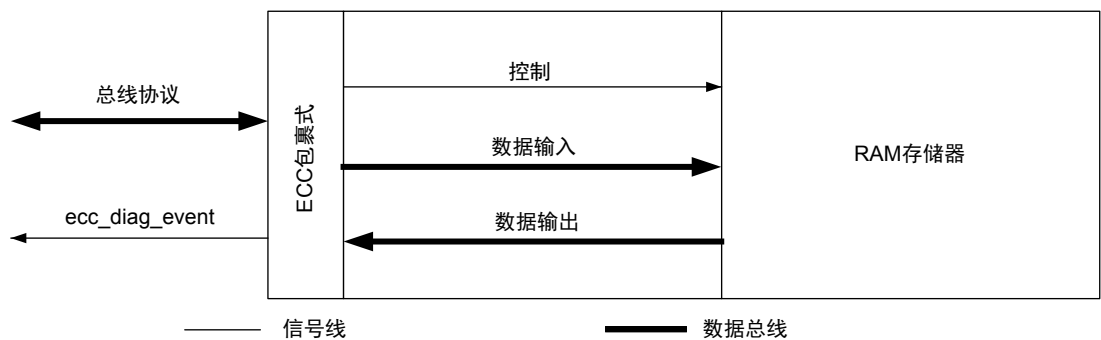 控制
总线协议
ECC包裹式
数据输入
RAM存储器
ecc_diag_event
数据输出
信号线
数据总线